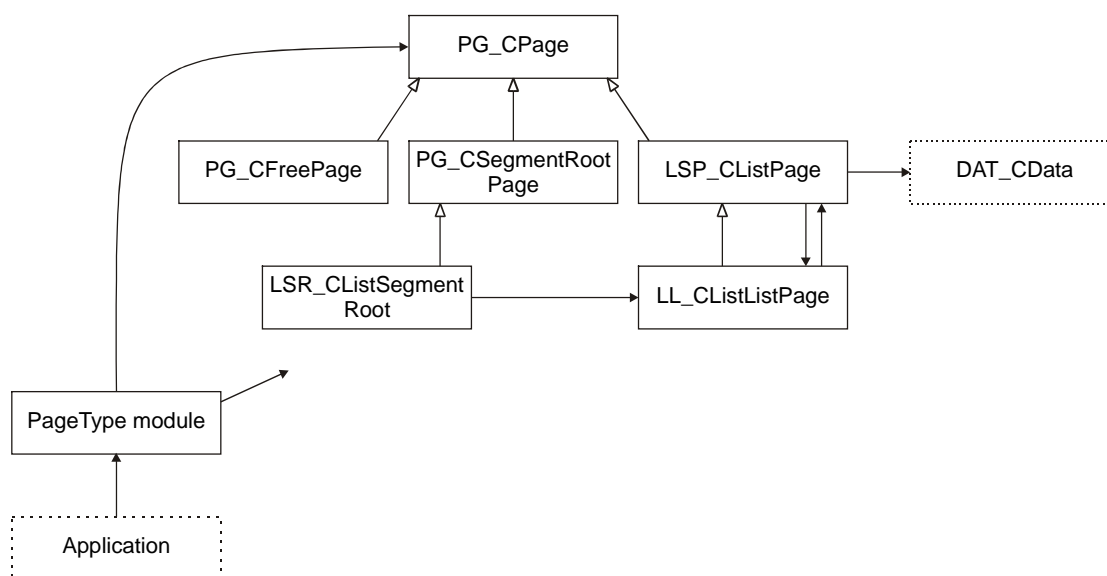 PG_CPage
PG_CFreePage
PG_CSegmentRoot
Page
LSP_CListPage
DAT_CData
LSR_CListSegment
Root
LL_CListListPage
PageType module
Application